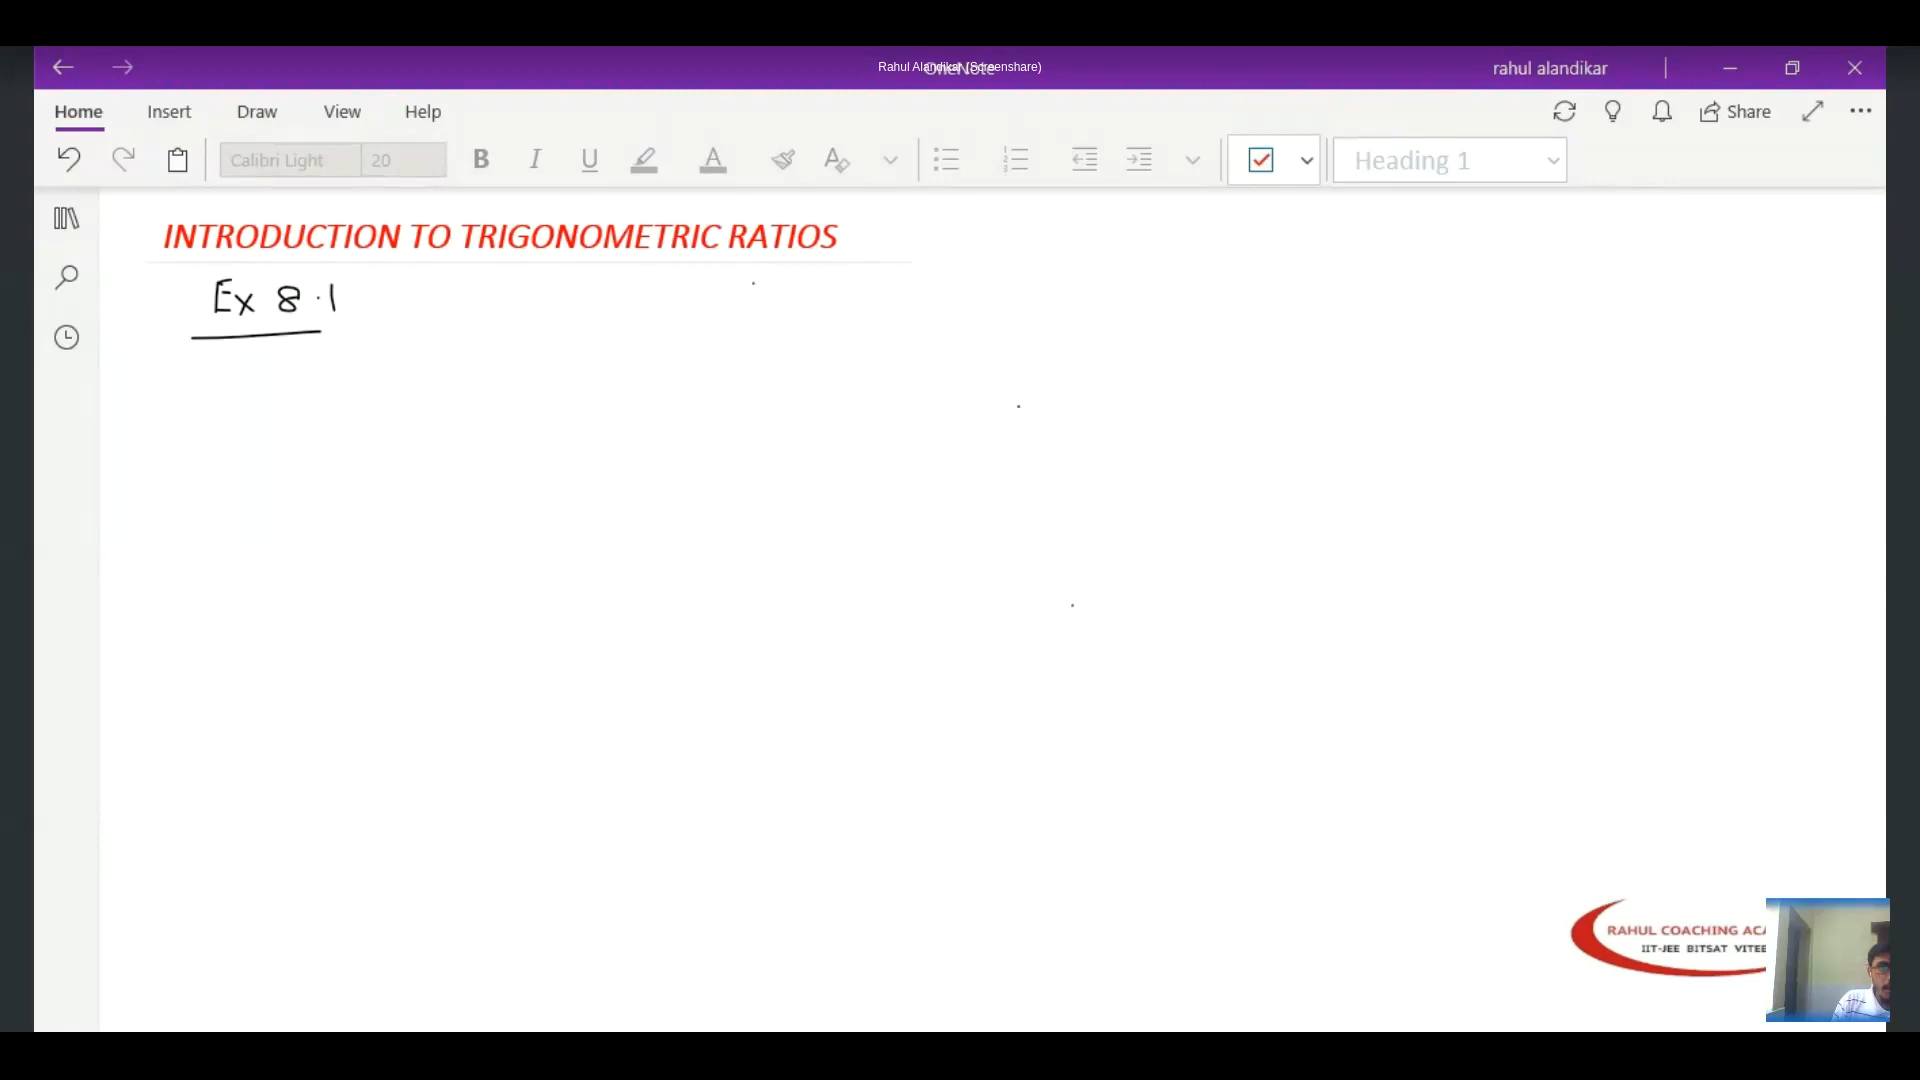 Rahul Alandikar (Screenshare)
rahul alandikar
Home Insert Draw View Help
Share
Calibri Light 20 B I U A A
Heading 1
INTRODUCTION TO TRIGONOMETRIC RATIOS
Ex 8.1
RAHUL COACHING ACA
IIT-JEE BITSAT VITEE